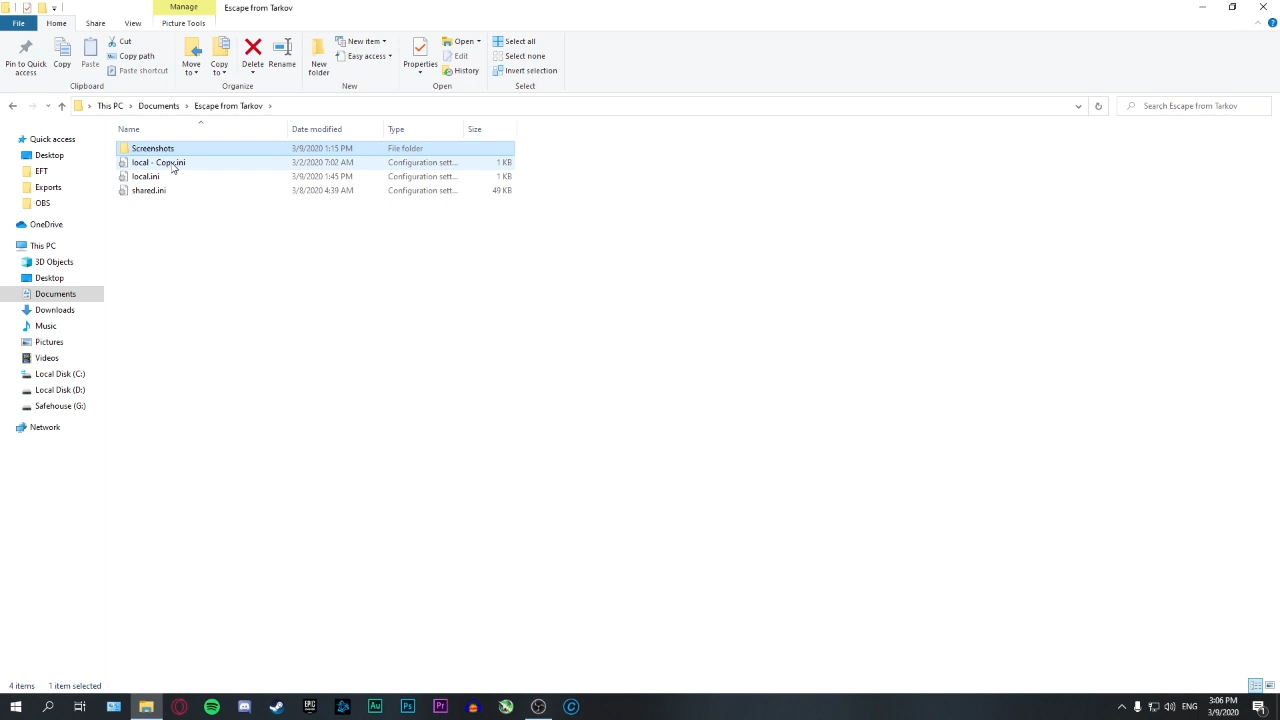 Manage
Escape from Tarkov
File
Home
Share
View
Picture Tools
Pin to Quick access
Copy
Paste
Cut
Copy path
Paste shortcut
Clipboard
Move to
Copy to
Delete
Rename
Organize
New folder
New item
Easy access
New
Properties
Open
Edit
History
Open
Select all
Select none
Invert selection
Select
This PC
Documents
Escape from Tarkov
Search Escape from Tarkov
Name
Date modified
Type
Size
Screenshots 3/9/2020 1:15 PM File folder
local - Copy.ini 3/2/2020 7:02 AM Configuration sett... 1 KB
local.ini 3/9/2020 1:45 PM Configuration sett... 1 KB
shared.ini 3/8/2020 4:39 AM Configuration sett... 49 KB
Quick access
Desktop
EFT
Exports
OBS
OneDrive
This PC
3D Objects
Desktop
Documents
Downloads
Music
Pictures
Videos
Local Disk (C:)
Local Disk (D:)
Safehouse (G:)
Network
4 items
1 item selected
EPIC
Au
Ps
Pr
ENG
3:06 PM
3/9/2020
1